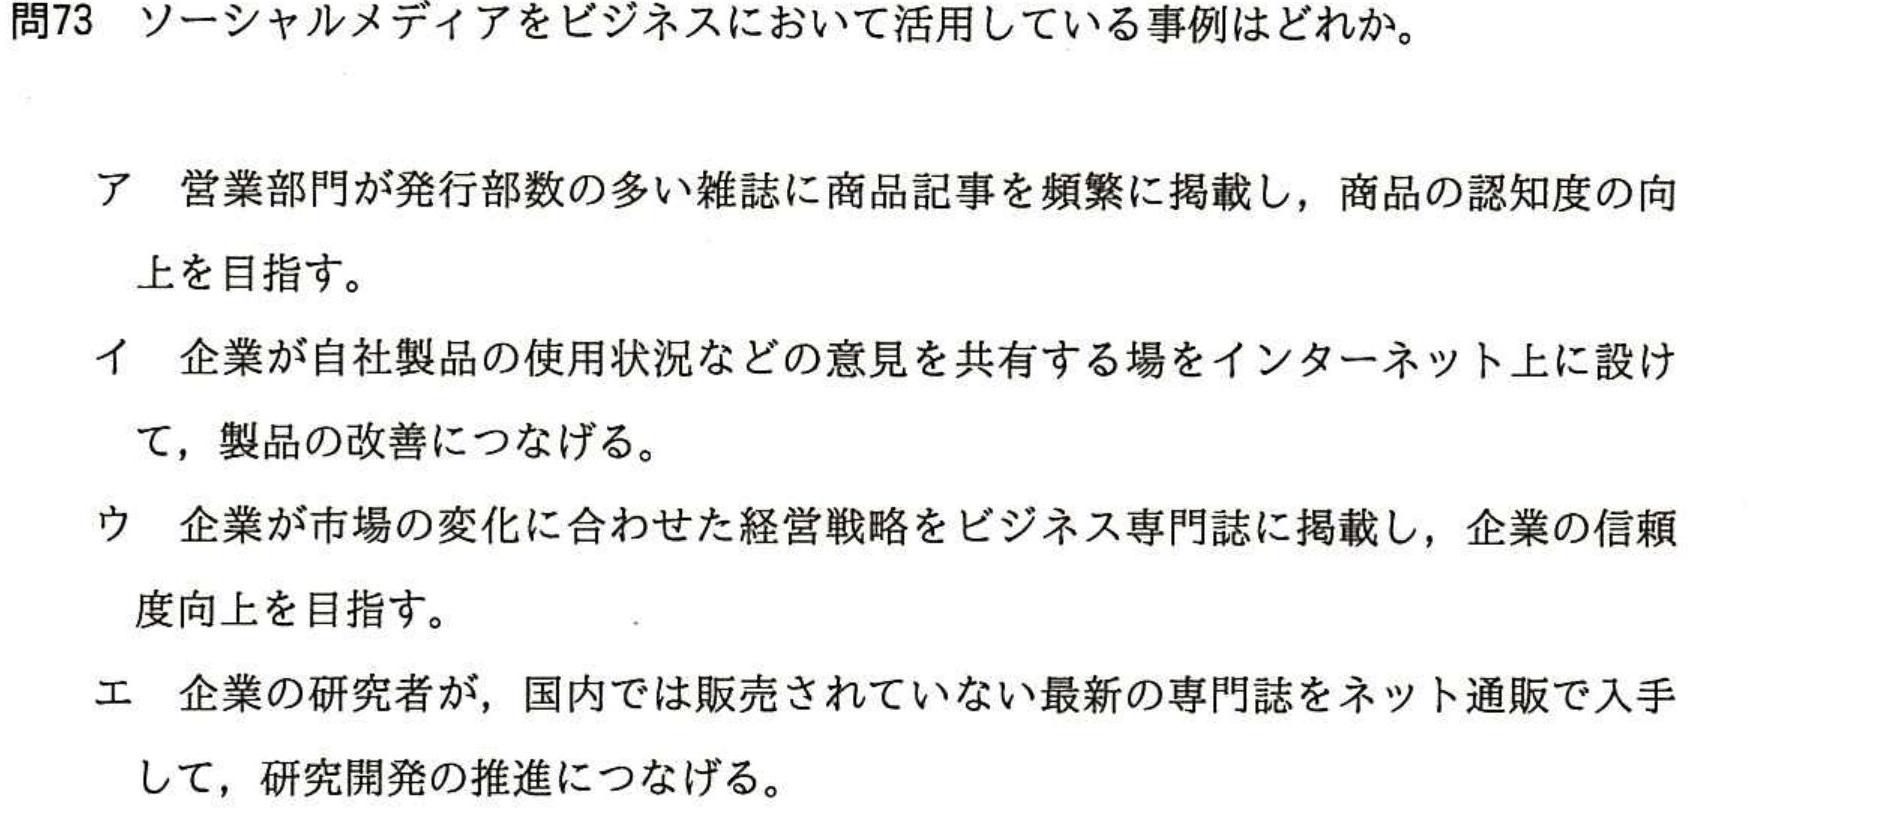 問73　ソーシャルメディアをビジネスにおいて活用している事例はどれか。
ア　営業部門が発行部数の多い雑誌に商品記事を頻繁に掲載し，商品の認知度の向
上を目指す。
イ　企業が自社製品の使用状況などの意見を共有する場をインターネット上に設け
て，製品の改善につなげる。
ウ　企業が市場の変化に合わせた経営戦略をビジネス専門誌に掲載し，企業の信頼
度向上を目指す。
エ　企業の研究者が，国内では販売されていない最新の専門誌をネット通販で入手
して，研究開発の推進につなげる。